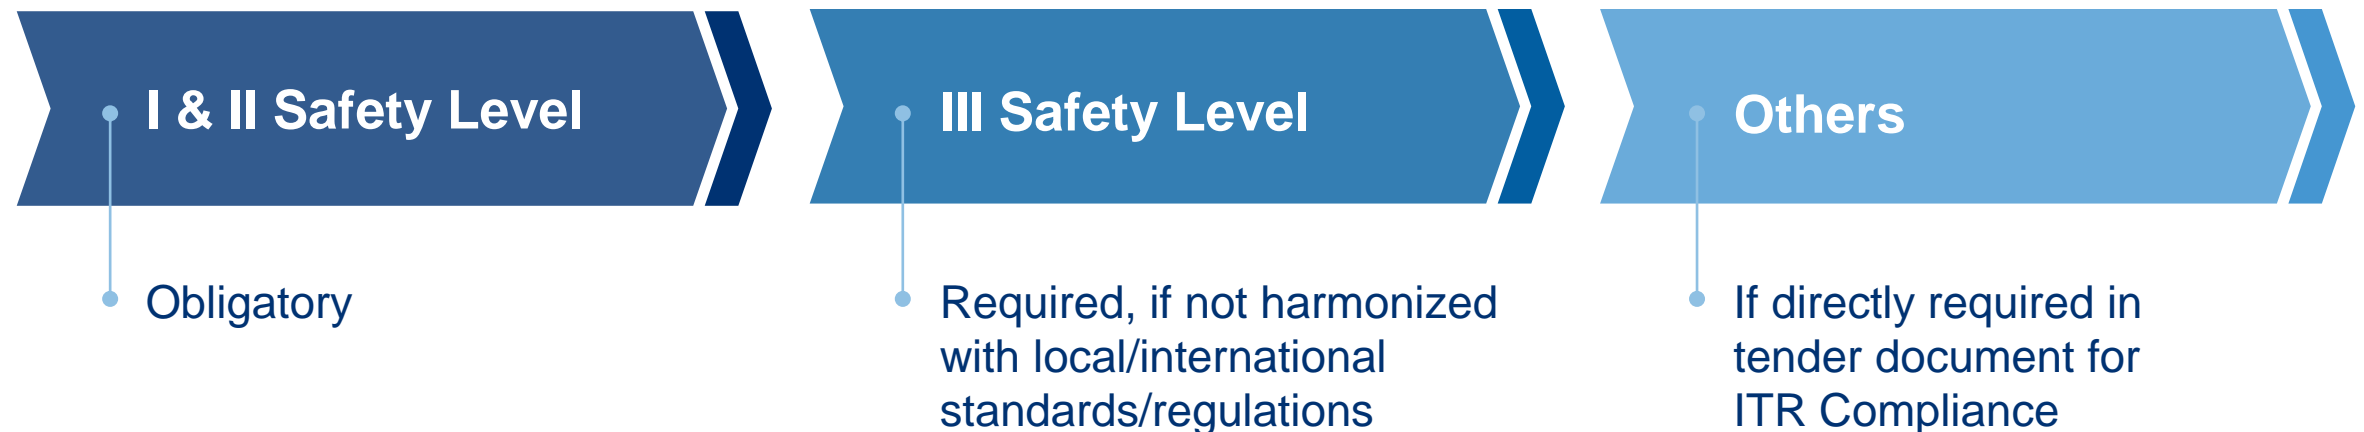 I & II Safety Level
Obligatory
III Safety Level
Required, if not harmonized
with local/international
standards/regulations
Others
If directly required in
tender document for
ITR Compliance